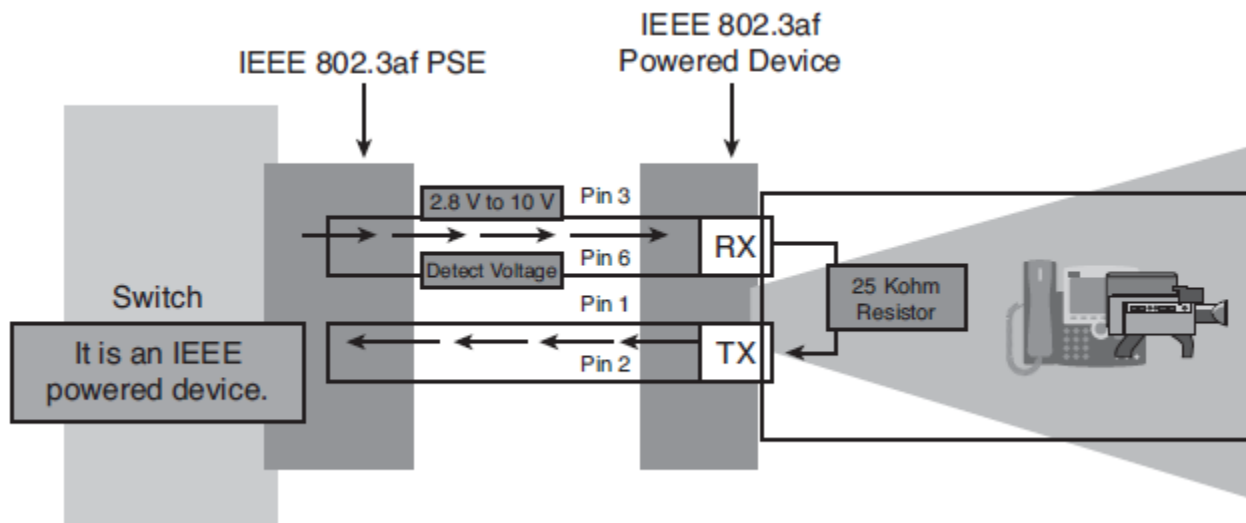 IEEE 802.3af
Powered Device
IEEE 802.3af PSE
2.8 V to 10 V
Pin 3
RX
Detect Voltage
Pin 6
25 Kohm
Resistor
Switch
Pin 1
It is an IEEE
powered device.
TX
Pin 2